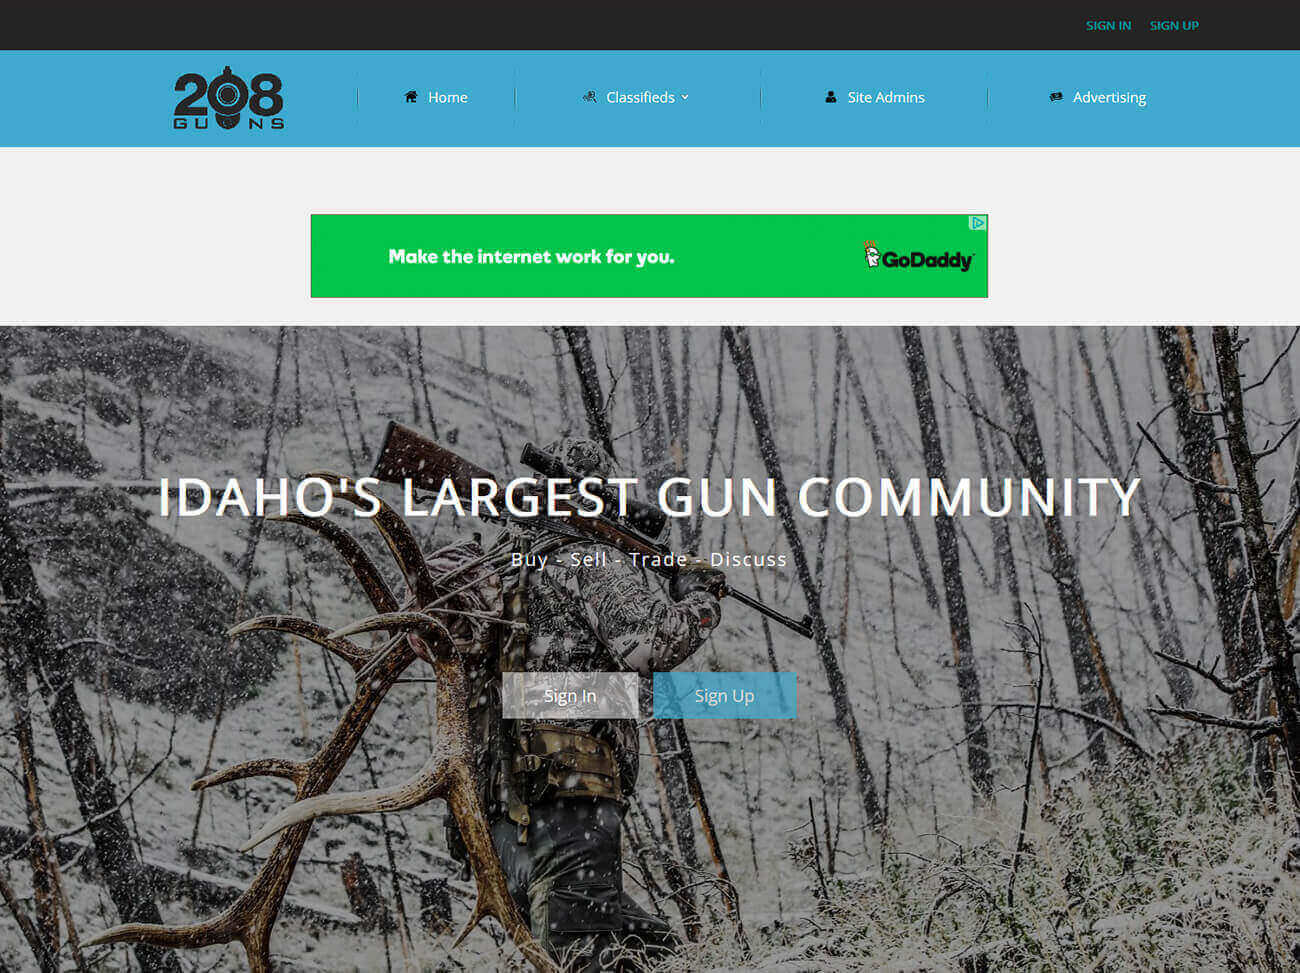 SIGN IN SIGN UP
208
GUNS
Home Classifieds Site Admins Advertising
Make the internet work for you.
GoDaddy
IDAHO'S LARGEST GUN COMMUNITY
Buy - Sell - Trade - Discuss
Sign In Sign Up